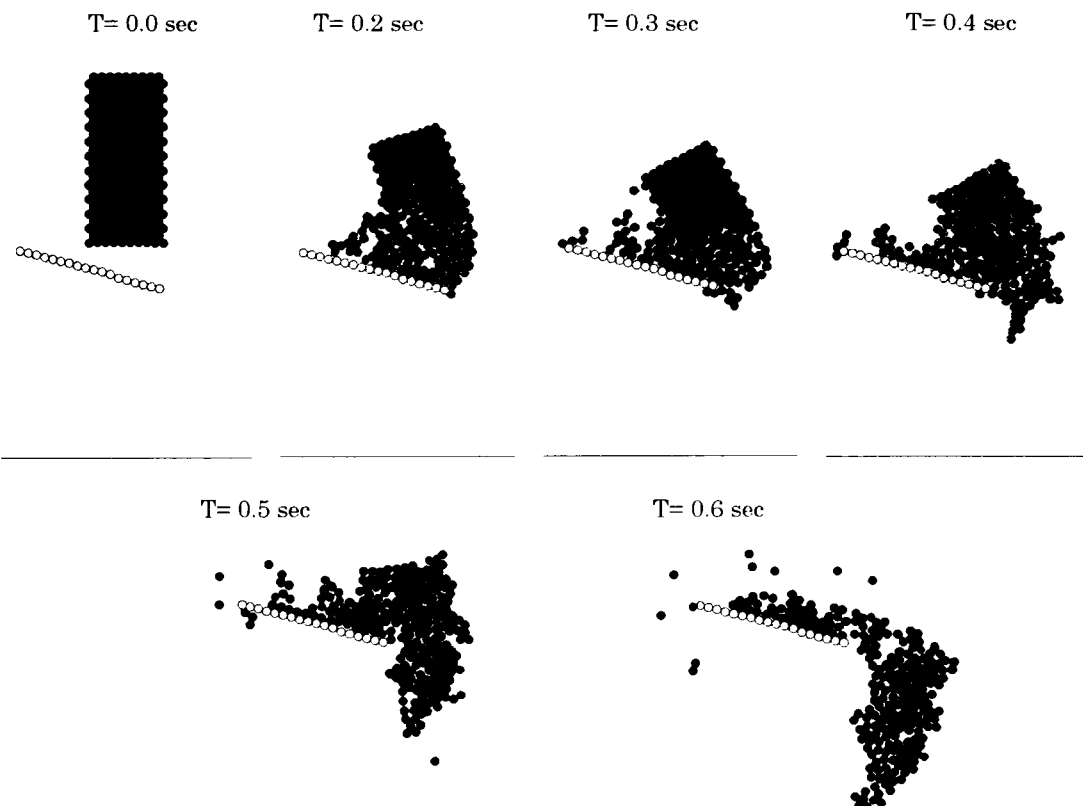 T= 0.0 sec
T= 0.2 sec
T= 0.3 sec
T= 0.4 sec
T= 0.5 sec
T= 0.6 sec